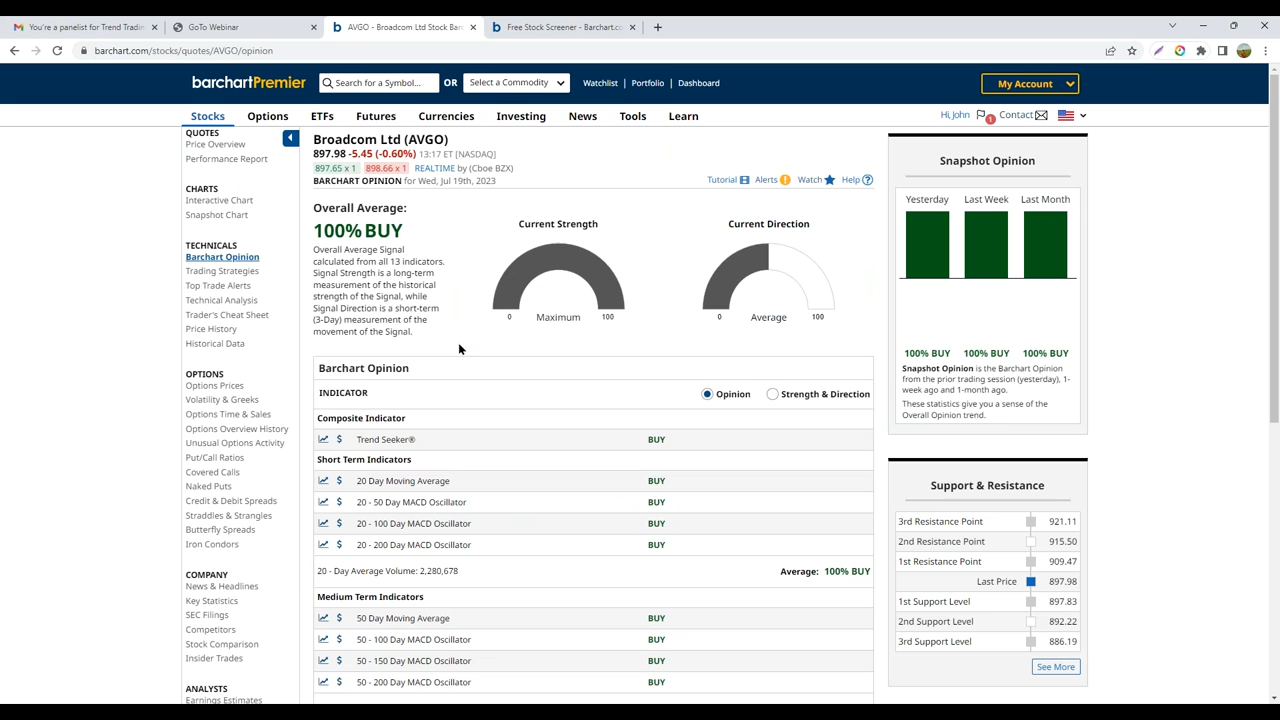 You're a panelist for Trend Tradin
GoTo Webinar
AVGO - Broadcom Ltd Stock Bar
Free Stock Screener - Barchart.co
barchart.com/stocks/quotes/AVGO/opinion
barchartPremier
Search for a Symbol...
OR
Select a Commodity
Watchlist
Portfolio
Dashboard
My Account
Stocks
Options
ETFs
Futures
Currencies
Investing
News
Tools
Learn
Hi, John
1
Contact
QUOTES
Price Overview
Performance Report
CHARTS
Interactive Chart
Snapshot Chart
TECHNICALS
Barchart Opinion
Trading Strategies
Top Trade Alerts
Technical Analysis
Trader's Cheat Sheet
Price History
Historical Data
OPTIONS
Options Prices
Volatility & Greeks
Options Time & Sales
Options Overview History
Unusual Options Activity
Put/Call Ratios
Covered Calls
Naked Puts
Credit & Debit Spreads
Straddles & Strangles
Butterfly Spreads
Iron Condors
COMPANY
News & Headlines
Key Statistics
SEC Filings
Competitors
Stock Comparison
Insider Trades
ANALYSTS
Earnings Estimates
Broadcom Ltd (AVGO)
897.98 -5.45 (-0.60%) 13:17 ET [NASDAQ]
897.65 x 1 898.66 x 1 REALTIME by (Cboe BZX)
BARCHART OPINION for Wed, Jul 19th, 2023
Tutorial Alerts Watch Help
Overall Average:
100% BUY
Overall Average Signal
calculated from all 13 indicators.
Signal Strength is a long-term
measurement of the historical
strength of the Signal, while
Signal Direction is a short-term
(3-Day) measurement of the
movement of the Signal.
Current Strength
0 Maximum 100
Current Direction
0 Average 100
Barchart Opinion
INDICATOR
Opinion Strength & Direction
Composite Indicator
$ Trend Seeker® BUY
Short Term Indicators
$ 20 Day Moving Average BUY
$ 20 - 50 Day MACD Oscillator BUY
$ 20 - 100 Day MACD Oscillator BUY
$ 20 - 200 Day MACD Oscillator BUY
20 - Day Average Volume: 2,280,678 Average: 100% BUY
Medium Term Indicators
$ 50 Day Moving Average BUY
$ 50 - 100 Day MACD Oscillator BUY
$ 50 - 150 Day MACD Oscillator BUY
$ 50 - 200 Day MACD Oscillator BUY
Snapshot Opinion
Yesterday Last Week Last Month
100% BUY 100% BUY 100% BUY
Snapshot Opinion is the Barchart Opinion
from the prior trading session (yesterday), 1-
week ago and 1-month ago.
These statistics give you a sense of the
Overall Opinion trend.
Support & Resistance
3rd Resistance Point 921.11
2nd Resistance Point 915.50
1st Resistance Point 909.47
Last Price 897.98
1st Support Level 897.83
2nd Support Level 892.22
3rd Support Level 886.19
See More